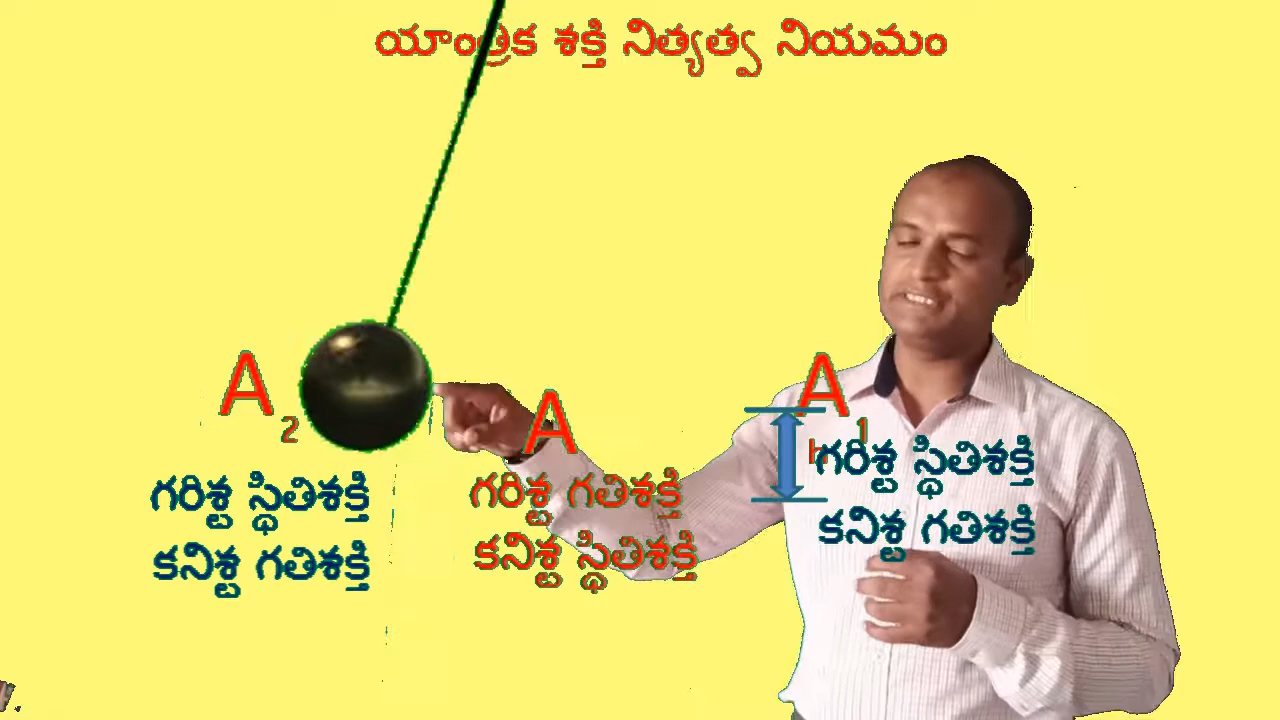 యాంత్రిక శక్తి నిత్యత్వ నియమం
A2
A
A1
h
గరిశ్ట స్థితిశక్తి
కనిశ్ట గతిశక్తి
గరిశ్ట గతిశక్తి
కనిశ్ట స్థితిశక్తి
గరిశ్ట స్థితిశక్తి
కనిశ్ట గతిశక్తి